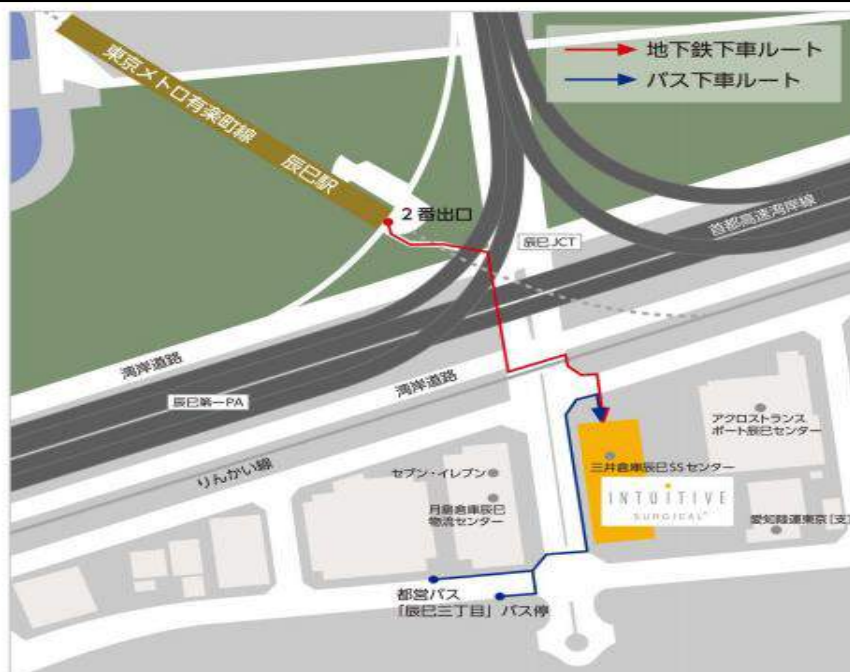 地下鉄下車ルート
バス下車ルート
東京メトロ有楽町線 辰巳駅
2番出口
首都高速湾岸線
辰巳JCT
湾岸道路
湾岸道路
辰巳第一PA
りんかい線
アクロストランス
ポート辰巳センター
セブン・イレブン
三井倉庫辰巳SSセンター
月島倉庫辰巳
物流センター
INTUITIVE
SURGICAL
愛知陸運東京(支)
都営バス
「辰巳三丁目」バス停